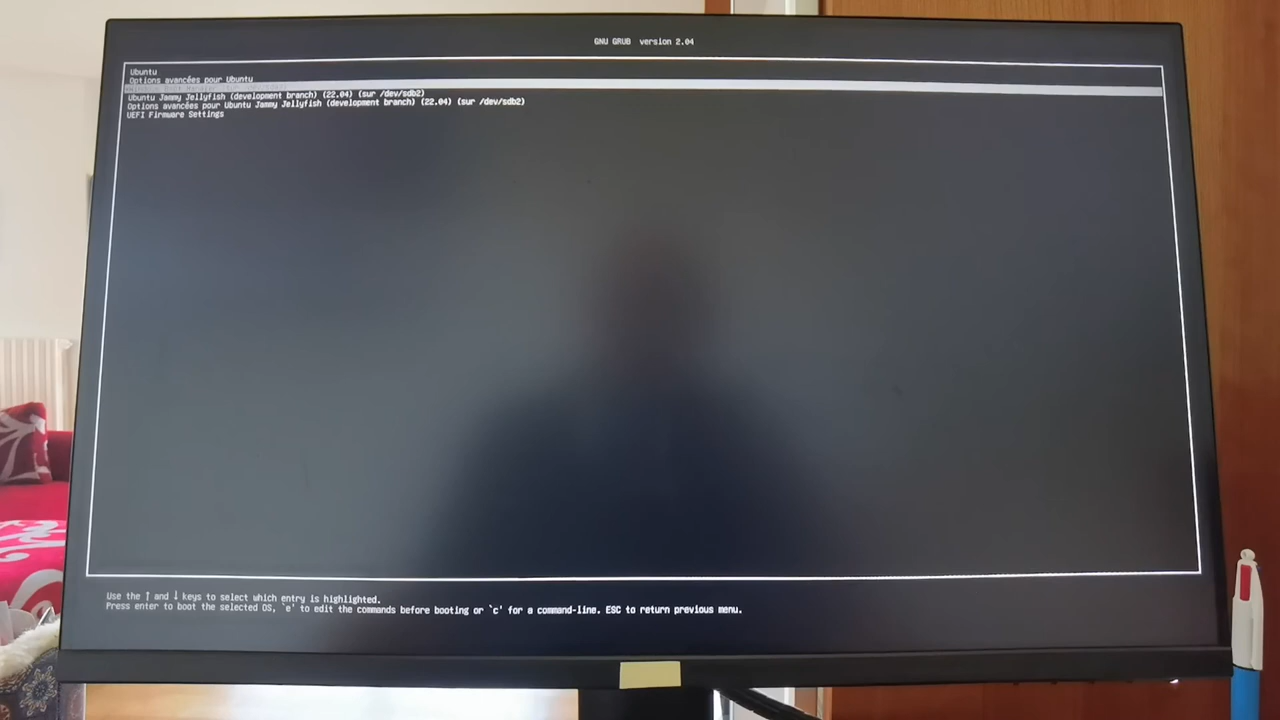 GNU GRUB version 2.04
Ubuntu
Options avancées pour Ubuntu
Ubuntu Jammy Jellyfish (development branch) (22.04) (sur /dev/sdb2)
Options avancées pour Ubuntu Jammy Jellyfish (development branch) (22.04) (sur /dev/sdb2)
UEFI Firmware Settings
Use the ↑ and ↓ keys to select which entry is highlighted.
Press enter to boot the selected OS, `e' to edit the commands before booting or `c' for a command-line. ESC to return previous menu.